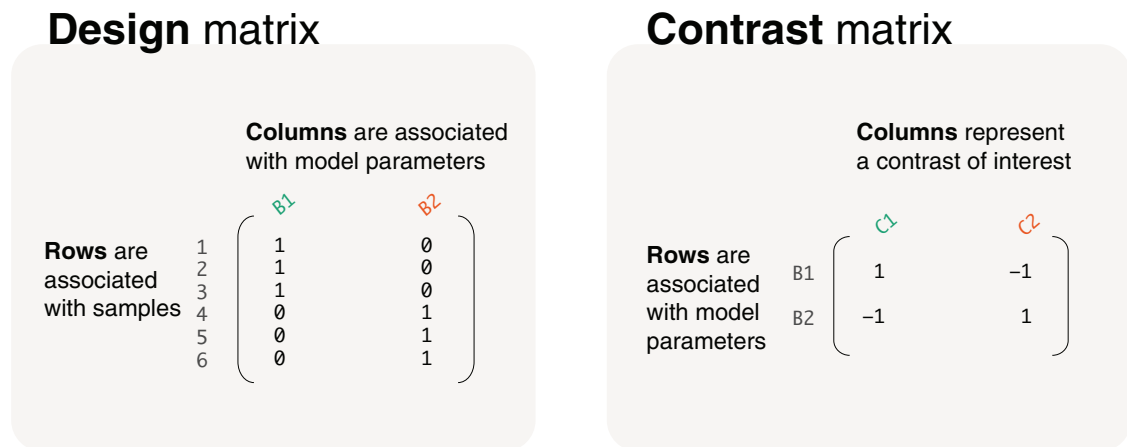 Design matrix
Columns are associated
with model parameters
B1 B2
Rows are
associated
with samples
1 1 0
2 1 0
3 1 0
4 0 1
5 0 1
6 0 1
Contrast matrix
Columns represent
a contrast of interest
C1 C2
Rows are
associated
with model
parameters
B1 1 −1
B2 −1 1